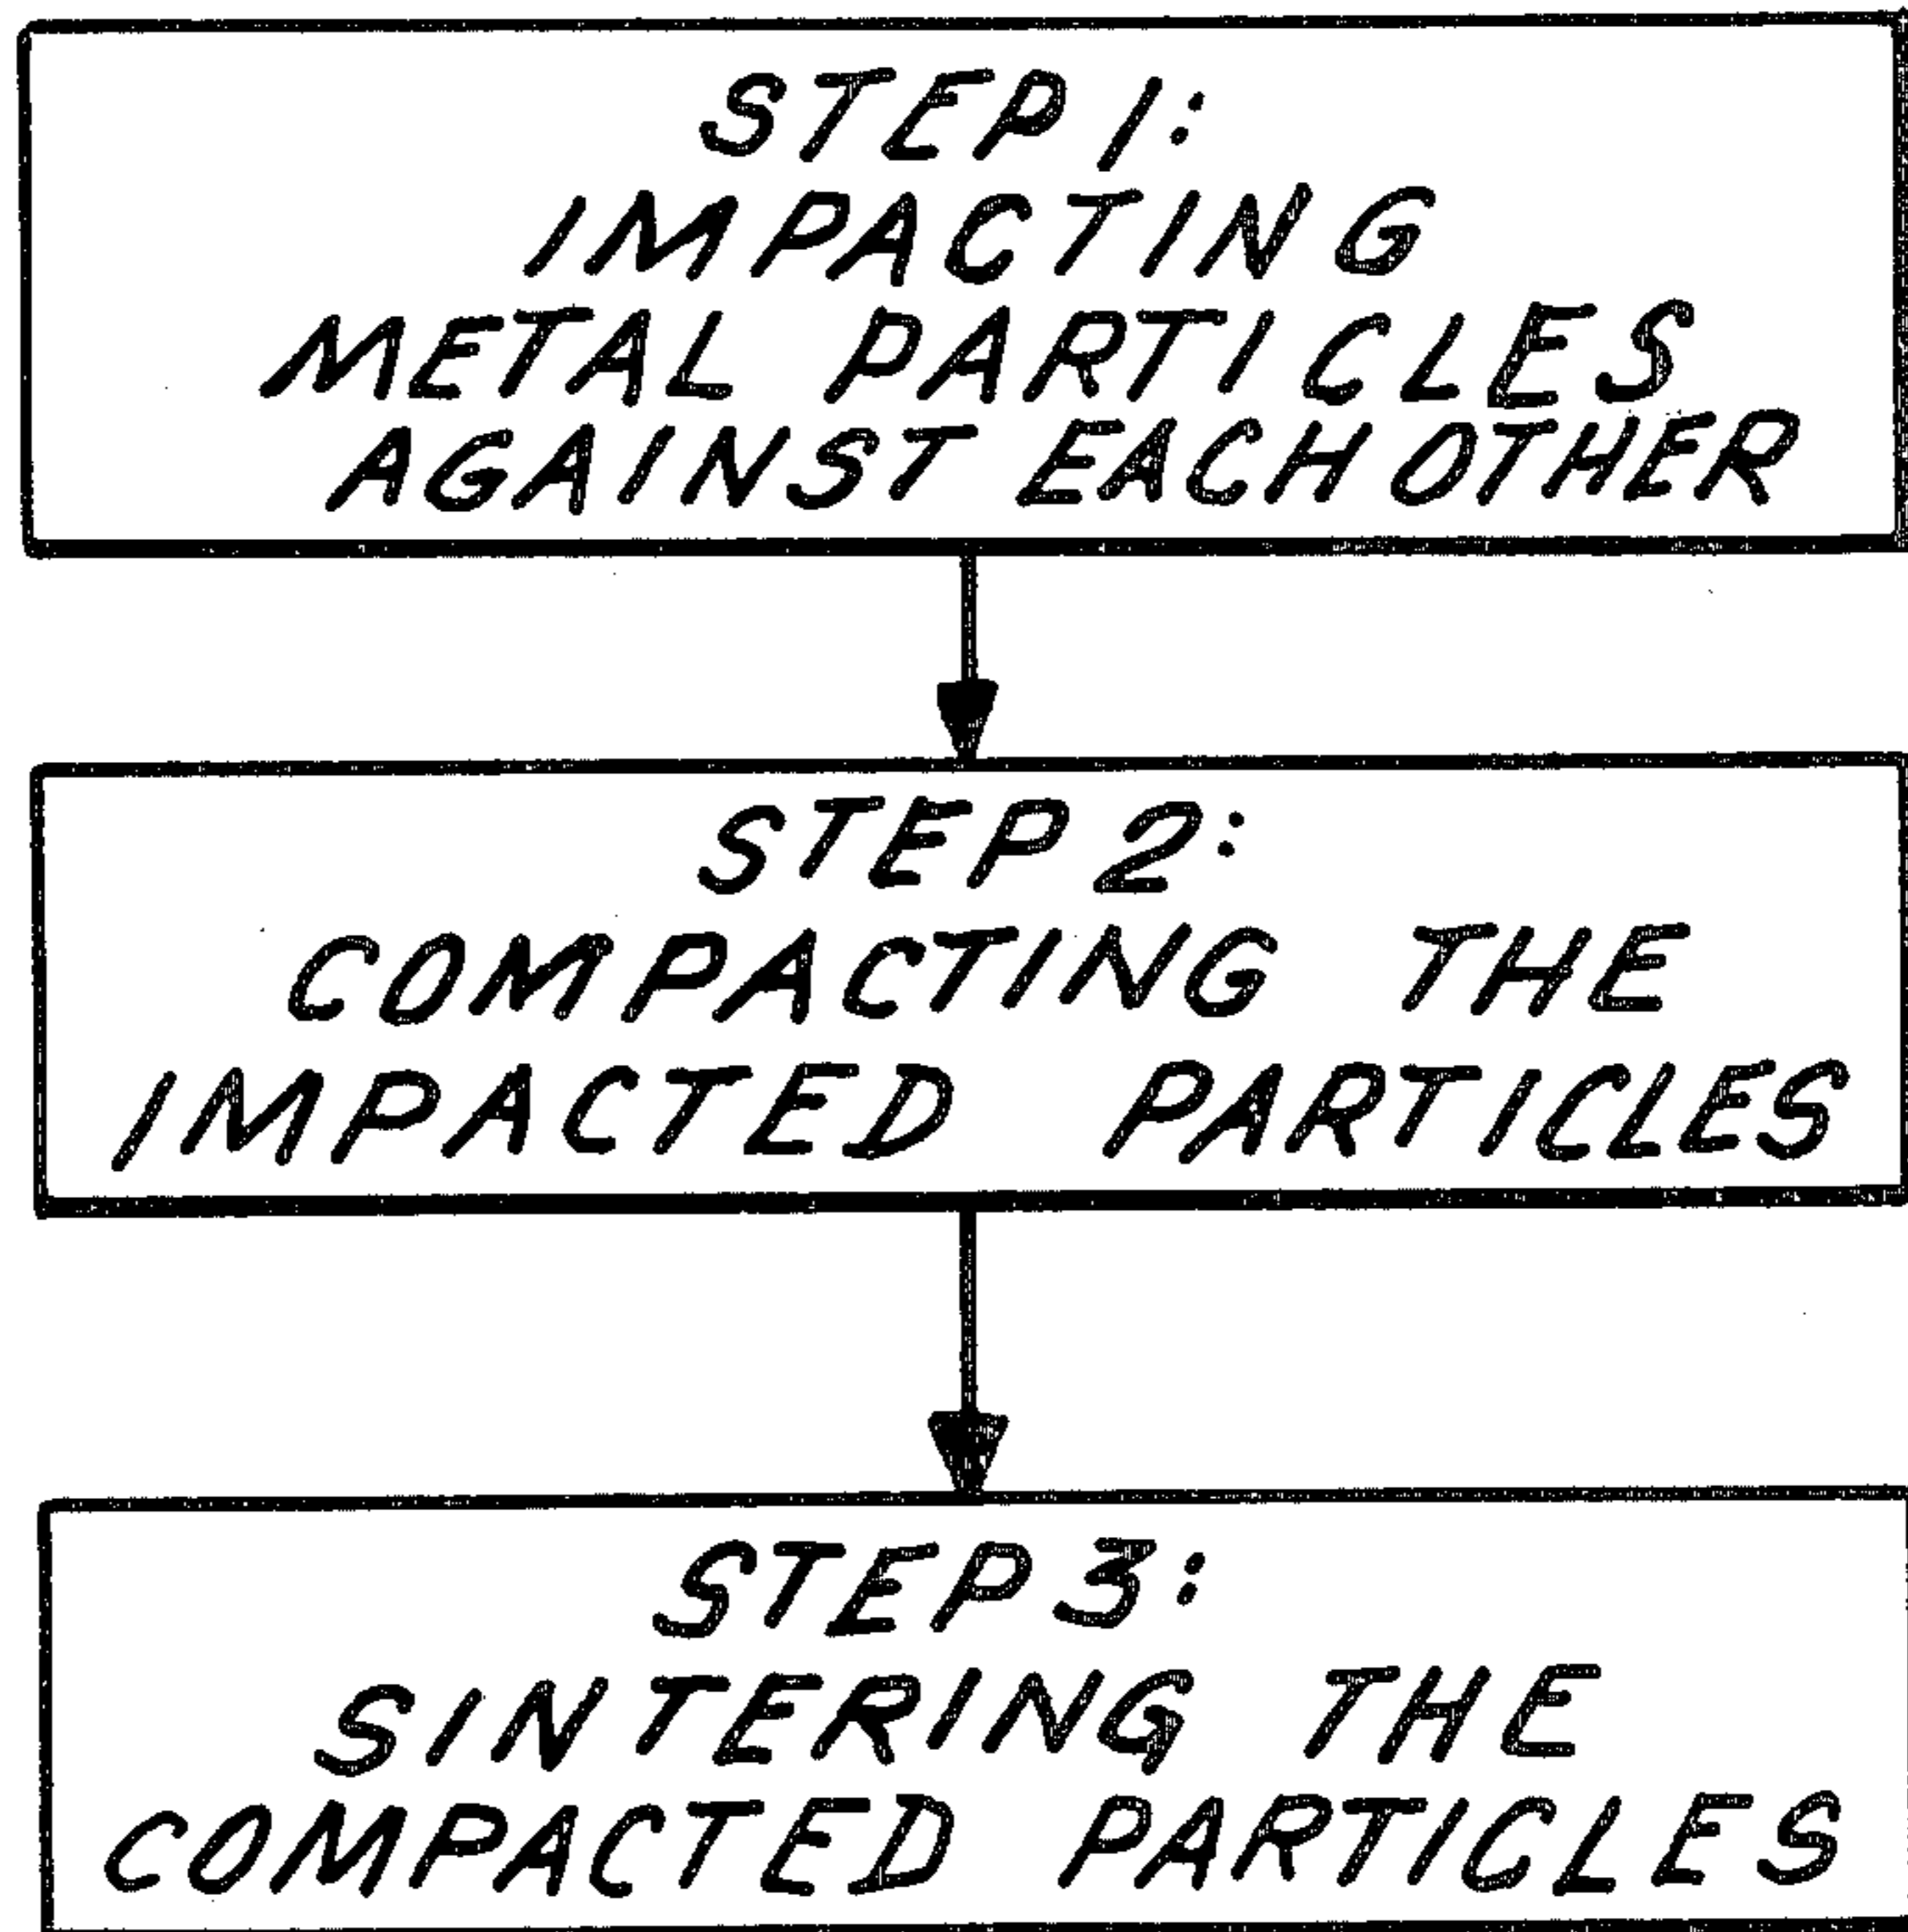 STEP 1:
IMPACTING
METAL PARTICLES
AGAINST EACH OTHER
STEP 2:
COMPACTING THE
IMPACTED PARTICLES
STEP 3:
SINTERING THE
COMPACTED PARTICLES